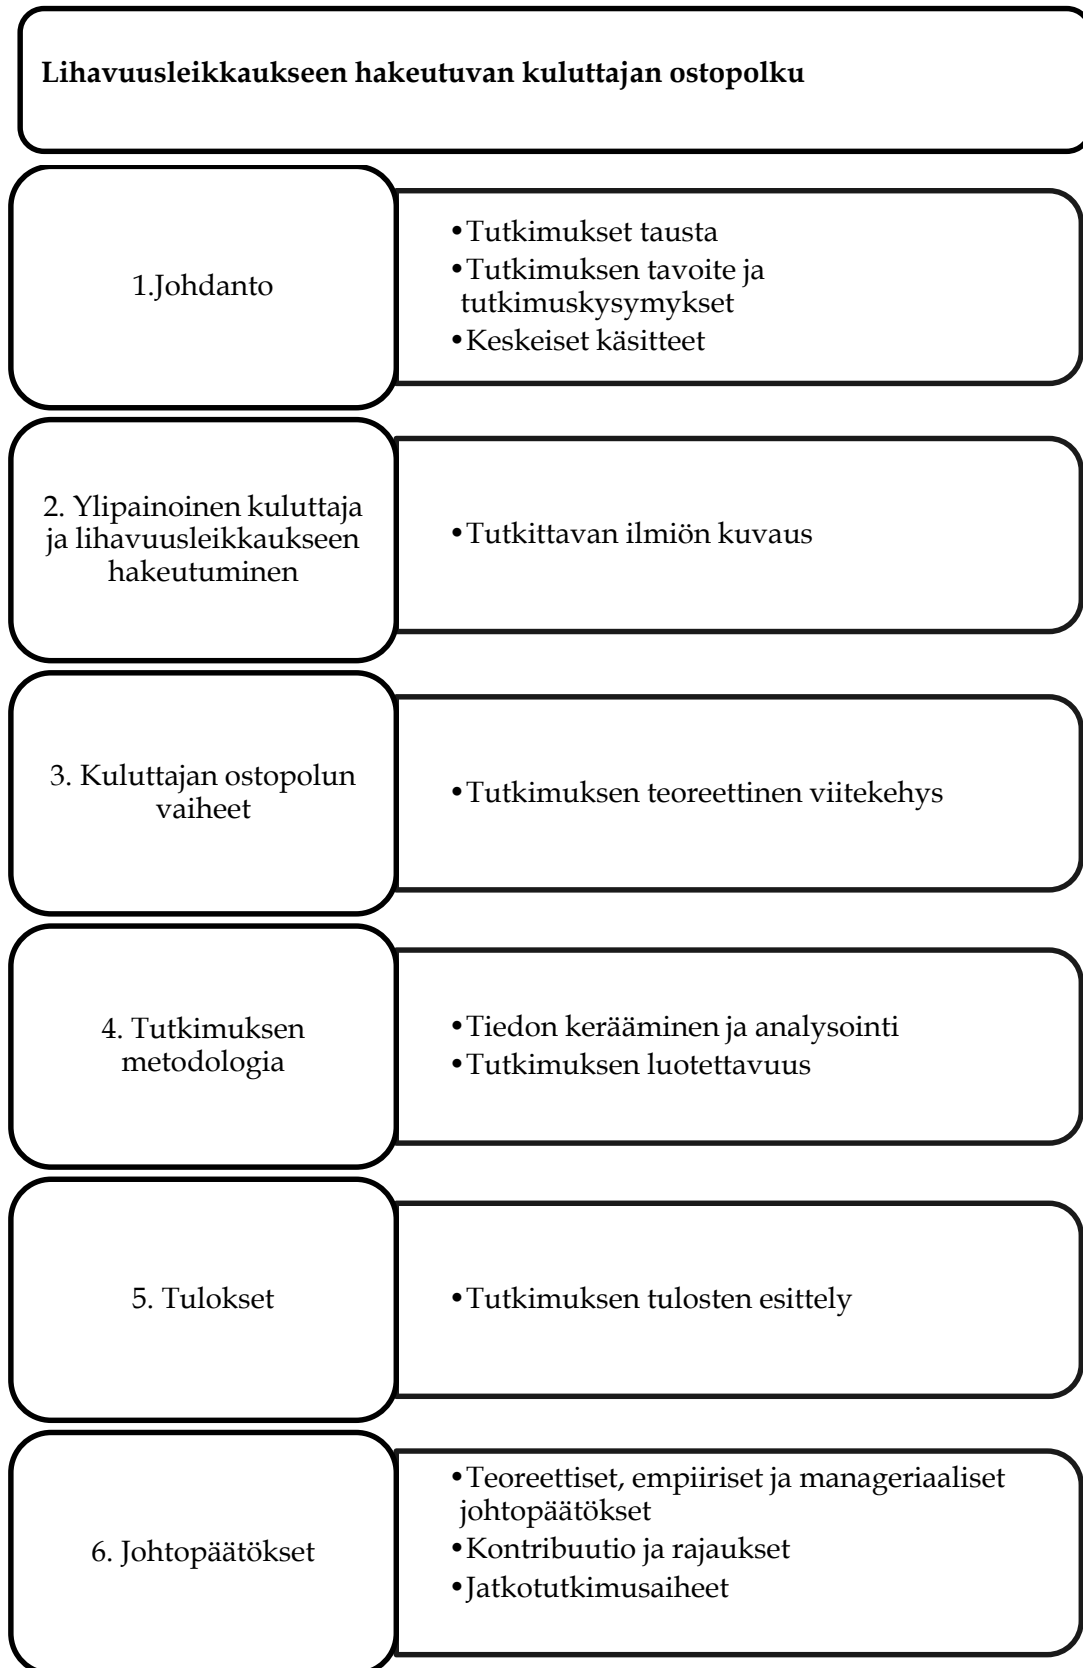 Lihavuusleikkaukseen hakeutuvan kuluttajan ostopolku
1.Johdanto
•Tutkimukset tausta
•Tutkimuksen tavoite ja
tutkimuskysymykset
•Keskeiset käsitteet
2. Ylipainoinen kuluttaja
ja lihavuusleikkaukseen
hakeutuminen
•Tutkittavan ilmiön kuvaus
3. Kuluttajan ostopolun
vaiheet
•Tutkimuksen teoreettinen viitekehys
4. Tutkimuksen
metodologia
•Tiedon kerääminen ja analysointi
•Tutkimuksen luotettavuus
5. Tulokset
•Tutkimuksen tulosten esittely
6. Johtopäätökset
•Teoreettiset, empiiriset ja manageriaaliset
johtopäätökset
•Kontribuutio ja rajaukset
•Jatkotutkimusaiheet